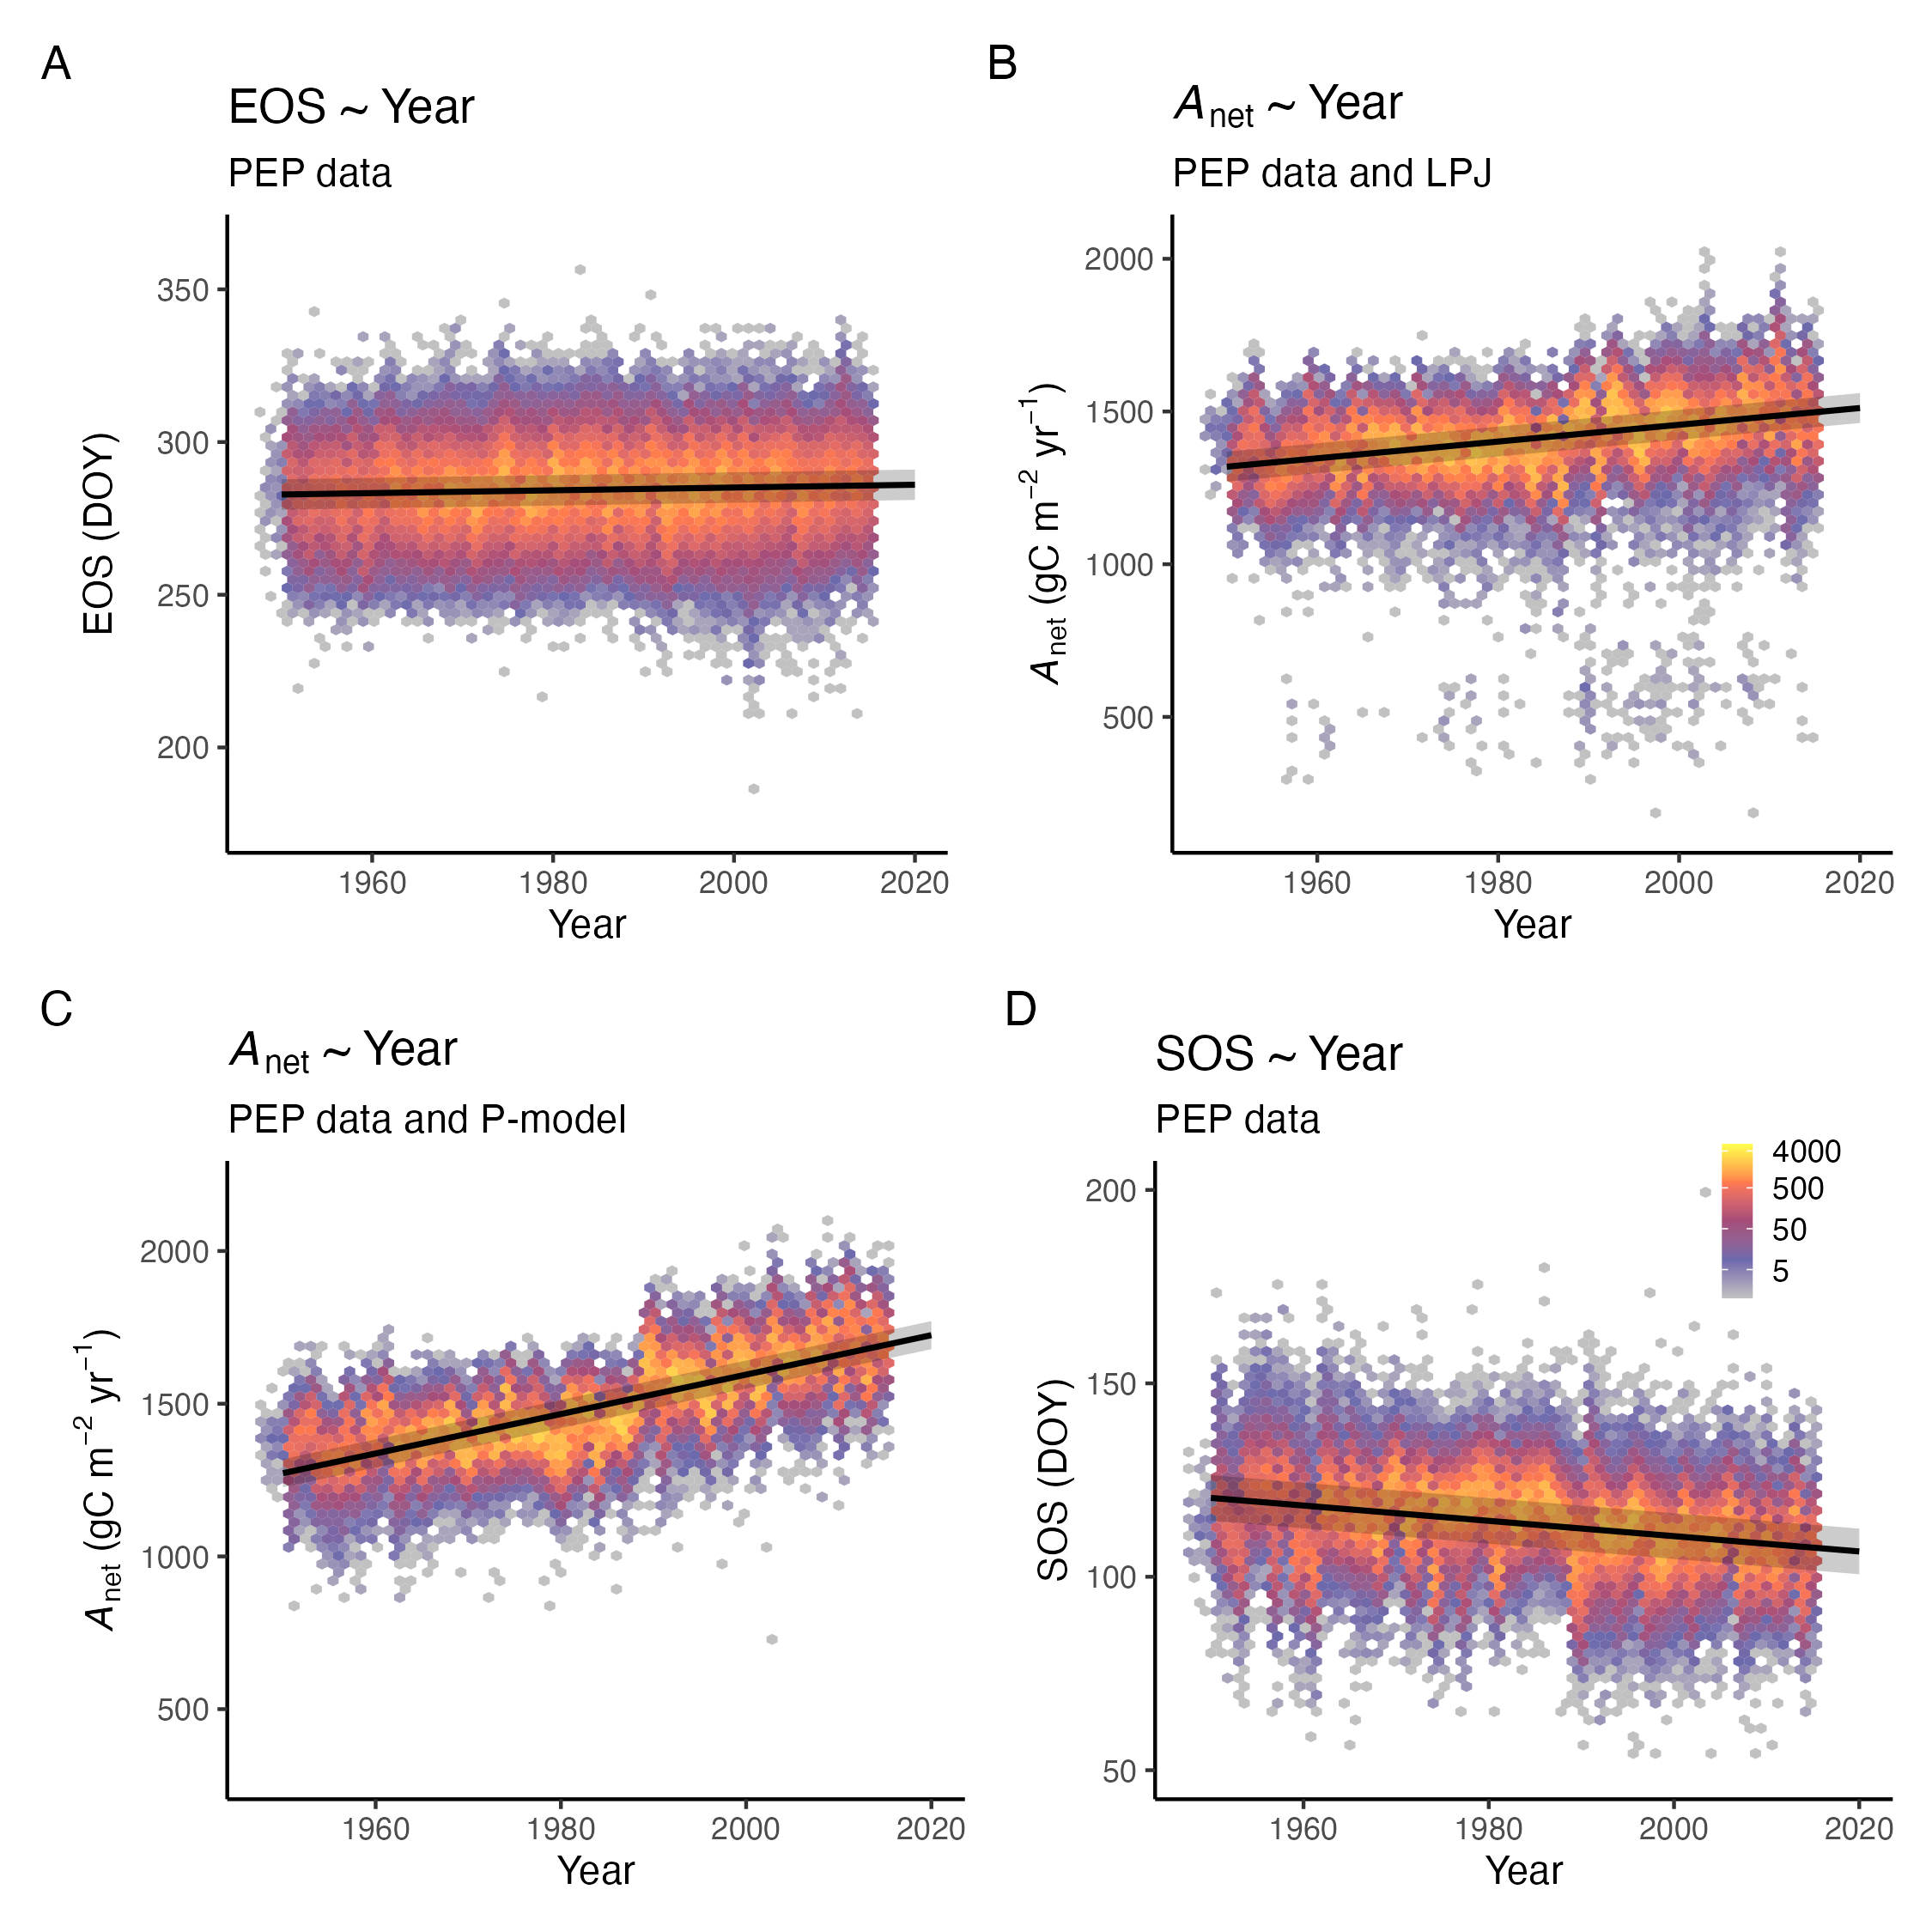 A
EOS ~ Year
PEP data
350
300
250
200
EOS (DOY)
1960 1980 2000 2020
Year
B
Anet ~ Year
PEP data and LPJ
2000
1500
1000
500
Anet (gC m−2 yr−1)
1960 1980 2000 2020
Year
C
Anet ~ Year
PEP data and P-model
2000
1500
1000
500
Anet (gC m−2 yr−1)
1960 1980 2000 2020
Year
D
SOS ~ Year
PEP data
4000
500
50
5
200
150
100
50
SOS (DOY)
1960 1980 2000 2020
Year